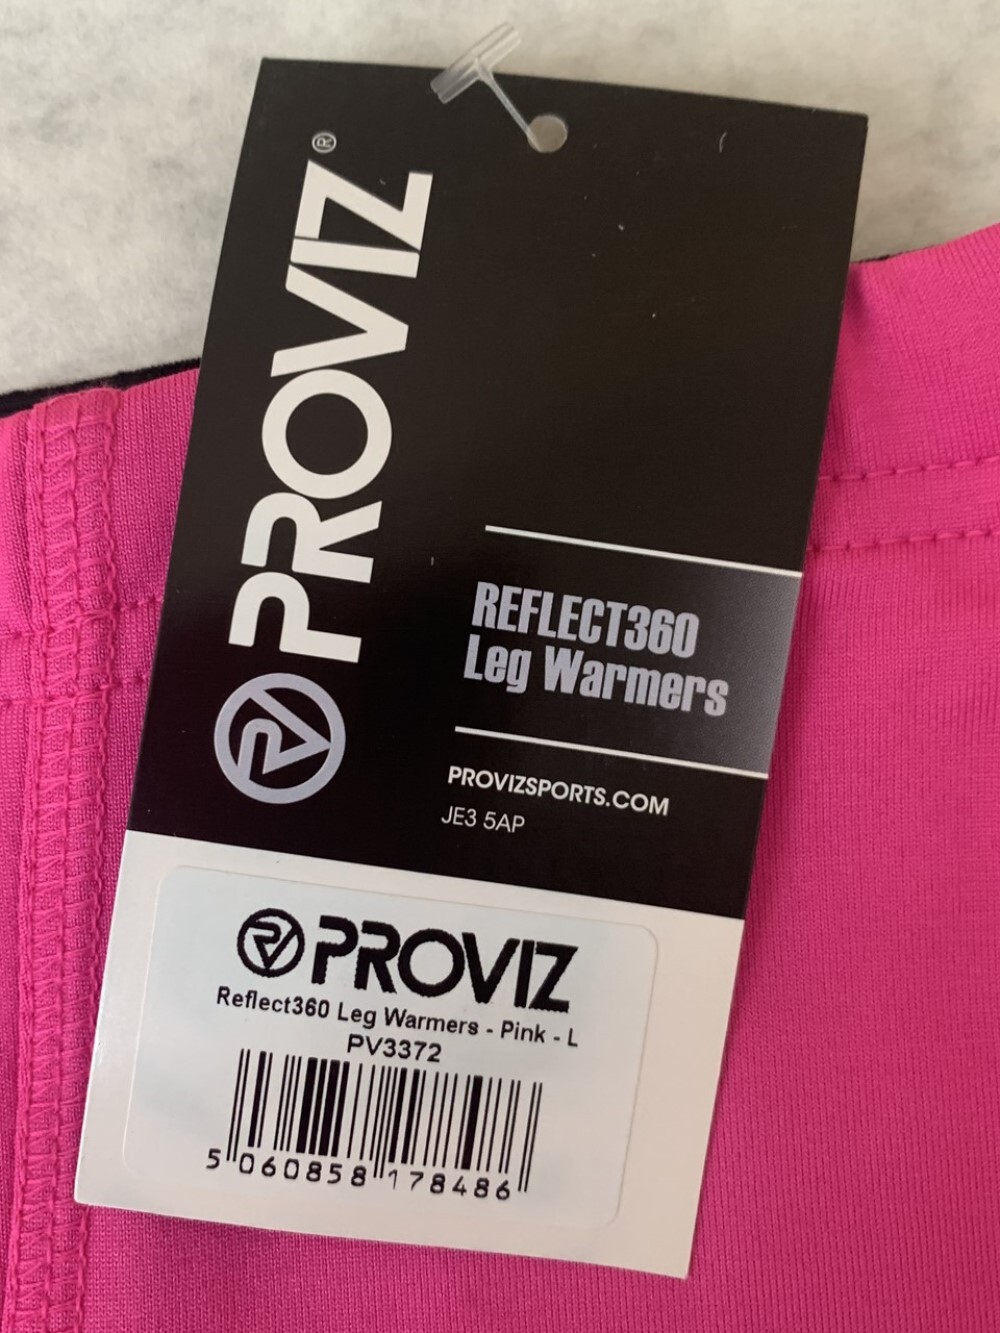 PROVIZ®
REFLECT360
Leg Warmers
PROVIZSPORTS.COM
JE3 5AP
PROVIZ
Reflect360 Leg Warmers - Pink - L
PV3372
5 060858 178486